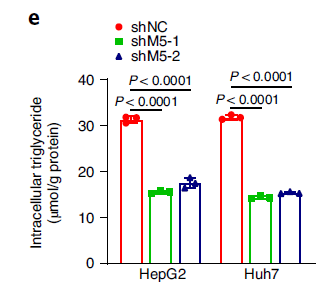 e
shNC
shM5-1
shM5-2
P < 0.0001
P < 0.0001
P < 0.0001
P < 0.0001
Intracellular triglyceride
(μmol/g protein)
40
30
20
10
0
HepG2
Huh7